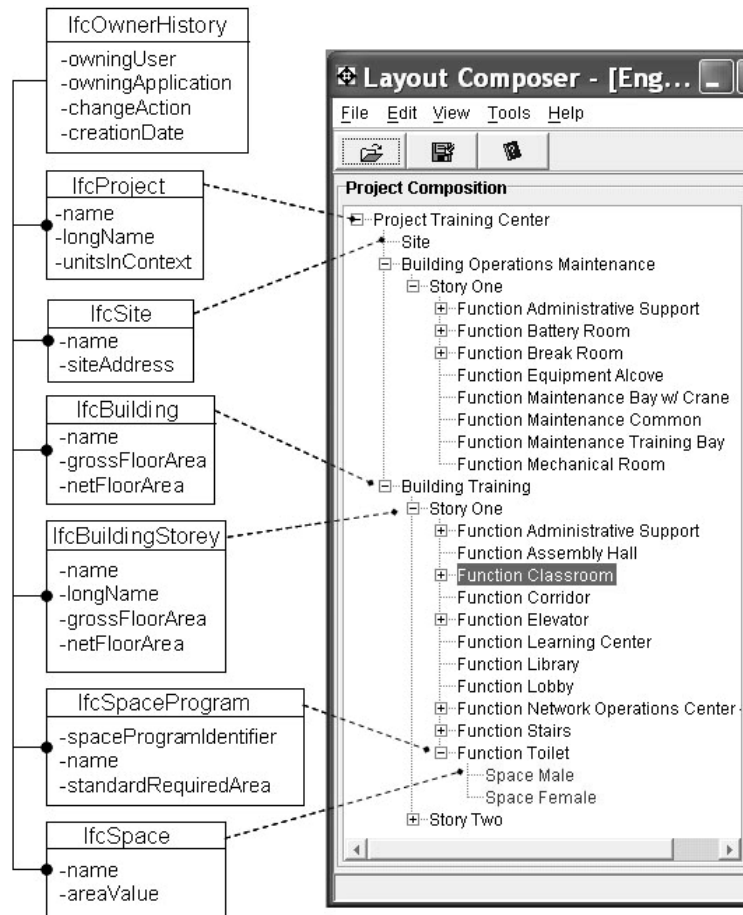 IfcOwnerHistory
-owningUser
-owningApplication
-changeAction
-creationDate
IfcProject
-name
-longName
-unitsInContext
IfcSite
-name
-siteAddress
IfcBuilding
-name
-grossFloorArea
-netFloorArea
IfcBuildingStorey
-name
-longName
-grossFloorArea
-netFloorArea
IfcSpaceProgram
-spaceProgramIdentifier
-name
-standardRequiredArea
IfcSpace
-name
-areaValue
Layout Composer - [Eng...
File Edit View Tools Help
Project Composition
Project Training Center
Site
Building Operations Maintenance
Story One
Function Administrative Support
Function Battery Room
Function Break Room
Function Equipment Alcove
Function Maintenance Bay w/ Crane
Function Maintenance Common
Function Maintenance Training Bay
Function Mechanical Room
Building Training
Story One
Function Administrative Support
Function Assembly Hall
Function Classroom
Function Corridor
Function Elevator
Function Learning Center
Function Library
Function Lobby
Function Network Operations Center -
Function Stairs
Function Toilet
Space Male
Space Female
Story Two